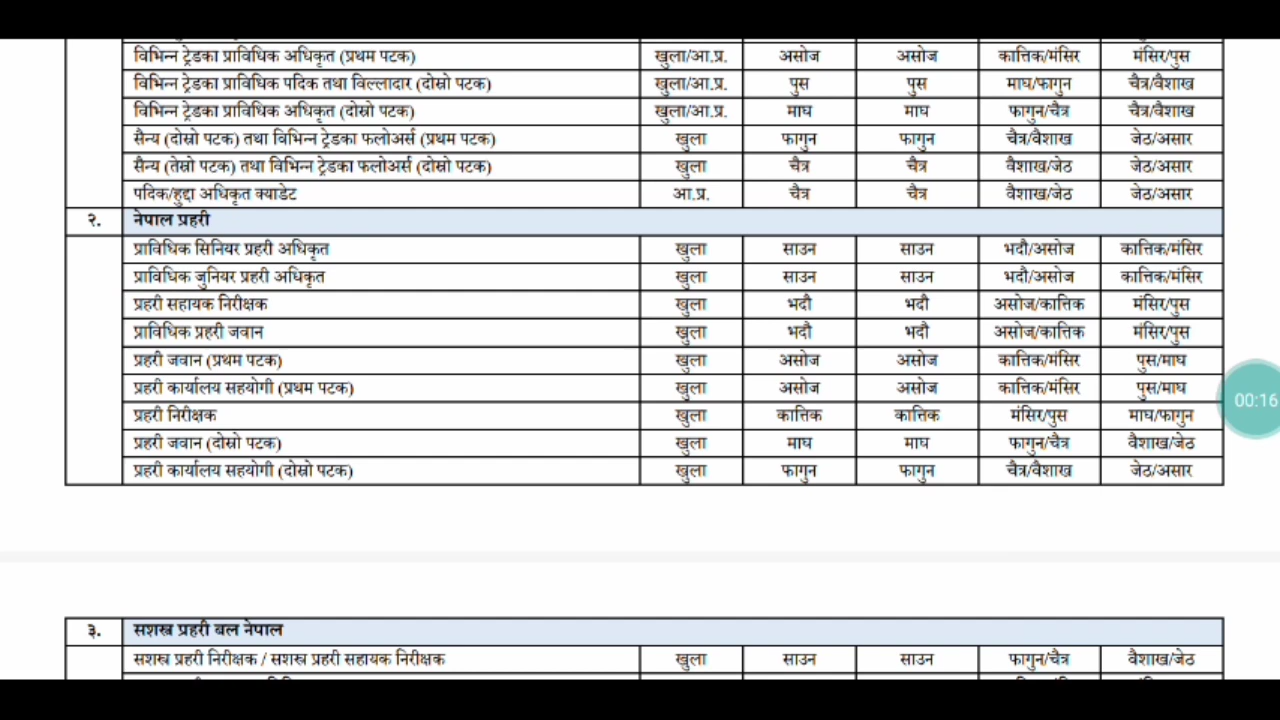 विभिन्न ट्रेडका प्राविधिक अधिकृत (प्रथम पटक) खुला/आ.प्र. असोज असोज कात्तिक/मंसिर मंसिर/पुस
विभिन्न ट्रेडका प्राविधिक पदिक तथा विल्लादार (दोस्रो पटक) खुला/आ.प्र. पुस पुस माघ/फागुन चैत्र/वैशाख
विभिन्न ट्रेडका प्राविधिक अधिकृत (दोस्रो पटक) खुला/आ.प्र. माघ माघ फागुन/चैत्र चैत्र/वैशाख
सैन्य (दोस्रो पटक) तथा विभिन्न ट्रेडका फलोअर्स (प्रथम पटक) खुला फागुन फागुन चैत्र/वैशाख जेठ/असार
सैन्य (तेस्रो पटक) तथा विभिन्न ट्रेडका फलोअर्स (दोस्रो पटक) खुला चैत्र चैत्र वैशाख/जेठ जेठ/असार
पदिक/हुद्दा अधिकृत क्याडेट आ.प्र. चैत्र चैत्र वैशाख/जेठ जेठ/असार
२. नेपाल प्रहरी
प्राविधिक सिनियर प्रहरी अधिकृत खुला साउन साउन भदौ/असोज कात्तिक/मंसिर
प्राविधिक जुनियर प्रहरी अधिकृत खुला साउन साउन भदौ/असोज कात्तिक/मंसिर
प्रहरी सहायक निरीक्षक खुला भदौ भदौ असोज/कात्तिक मंसिर/पुस
प्राविधिक प्रहरी जवान खुला भदौ भदौ असोज/कात्तिक मंसिर/पुस
प्रहरी जवान (प्रथम पटक) खुला असोज असोज कात्तिक/मंसिर पुस/माघ
प्रहरी कार्यालय सहयोगी (प्रथम पटक) खुला असोज असोज कात्तिक/मंसिर पुस/माघ
प्रहरी निरीक्षक खुला कात्तिक कात्तिक मंसिर/पुस माघ/फागुन
प्रहरी जवान (दोस्रो पटक) खुला माघ माघ फागुन/चैत्र वैशाख/जेठ
प्रहरी कार्यालय सहयोगी (दोस्रो पटक) खुला फागुन फागुन चैत्र/वैशाख जेठ/असार
00:16
३. सशस्त्र प्रहरी बल नेपाल
सशस्त्र प्रहरी निरीक्षक / सशस्त्र प्रहरी सहायक निरीक्षक खुला साउन साउन फागुन/चैत्र वैशाख/जेठ